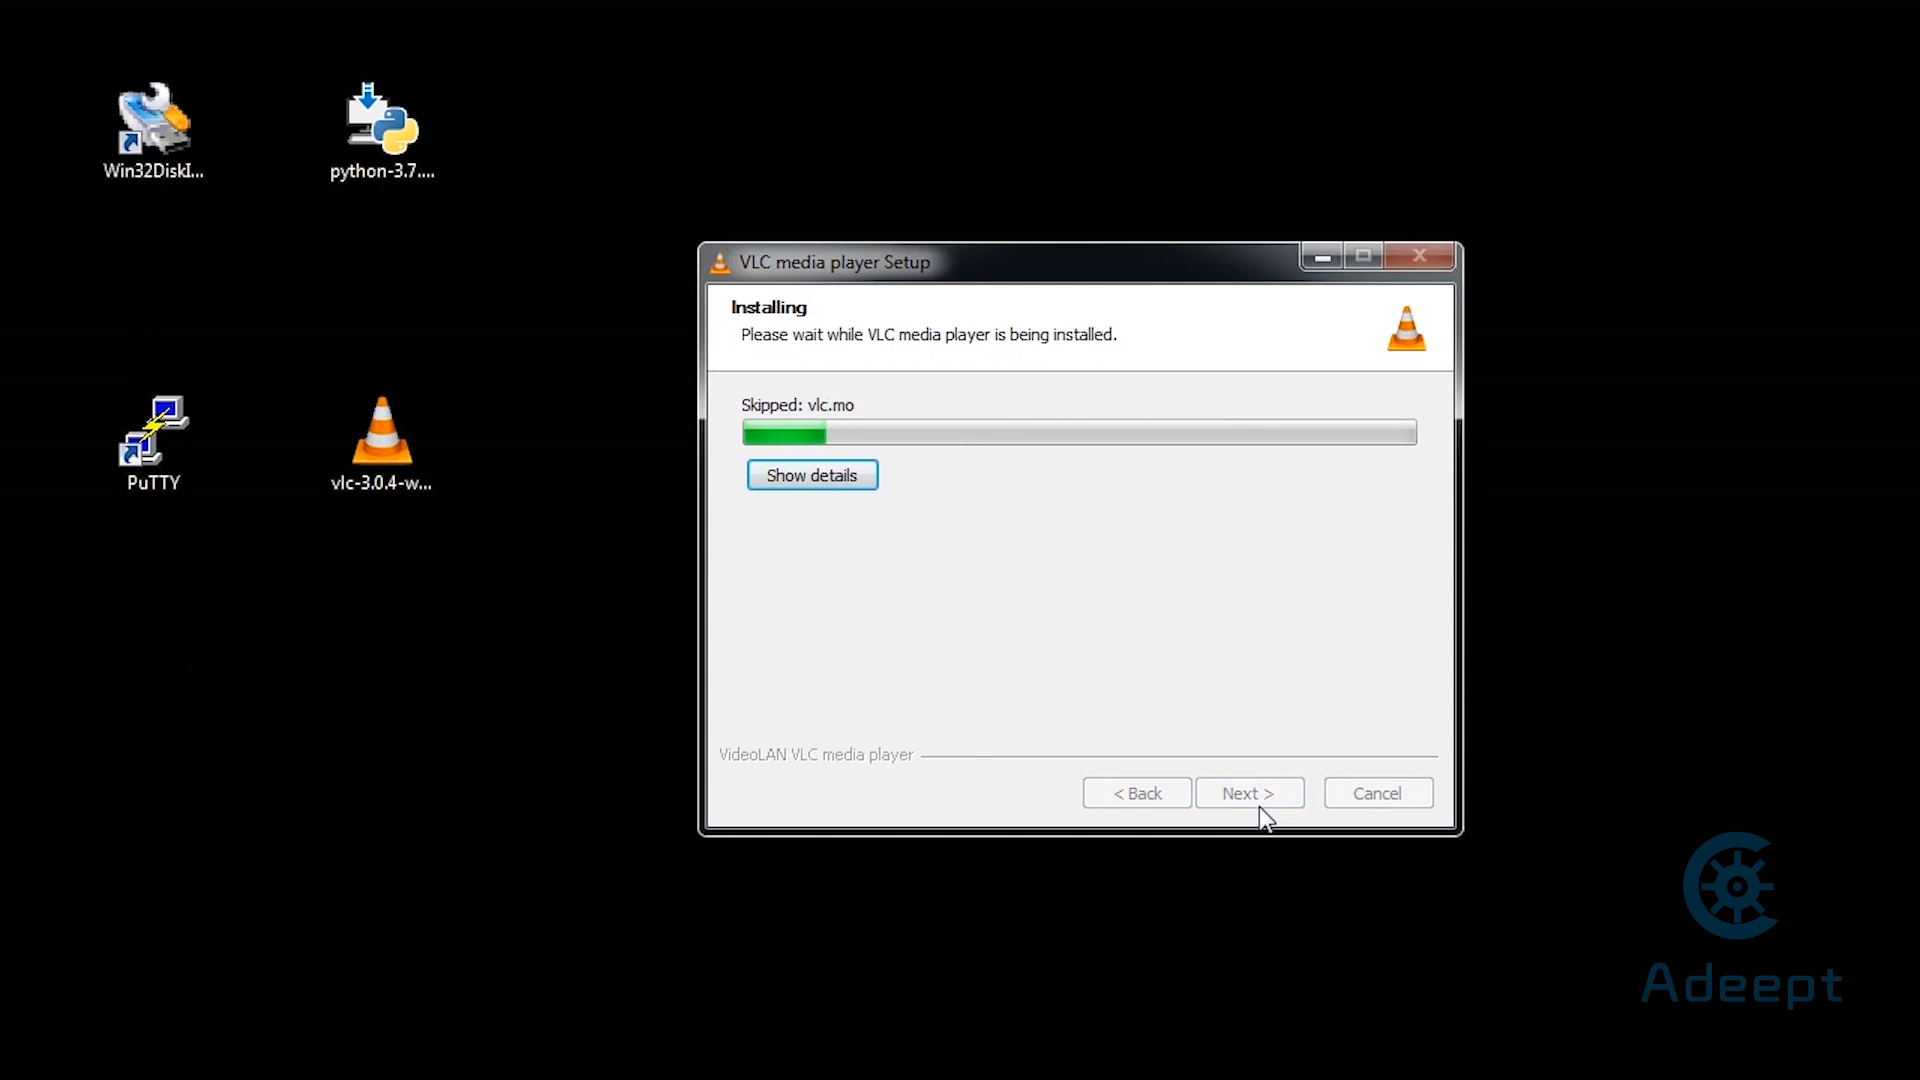 Win32DiskI...
python-3.7....
PuTTY
vlc-3.0.4-w...
VLC media player Setup
Installing
Please wait while VLC media player is being installed.
Skipped: vlc.mo
Show details
VideoLAN VLC media player
< Back
Next >
Cancel
Adeept